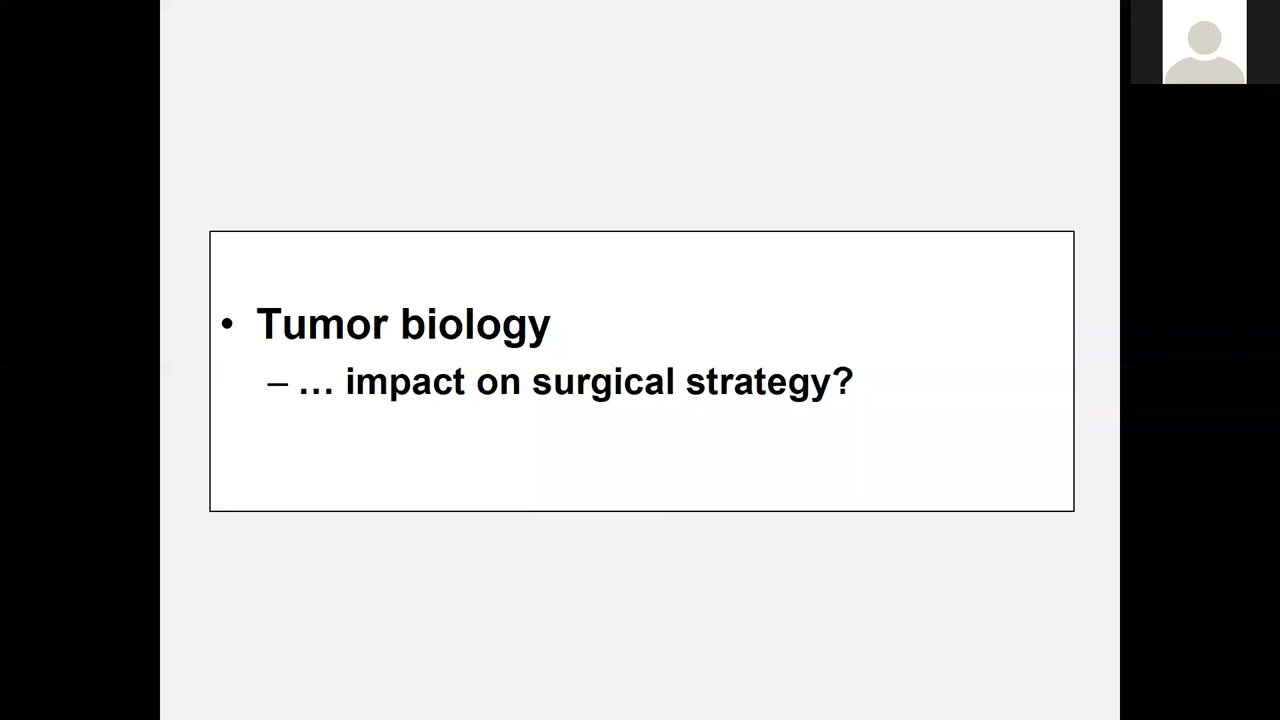 • Tumor biology
– … impact on surgical strategy?